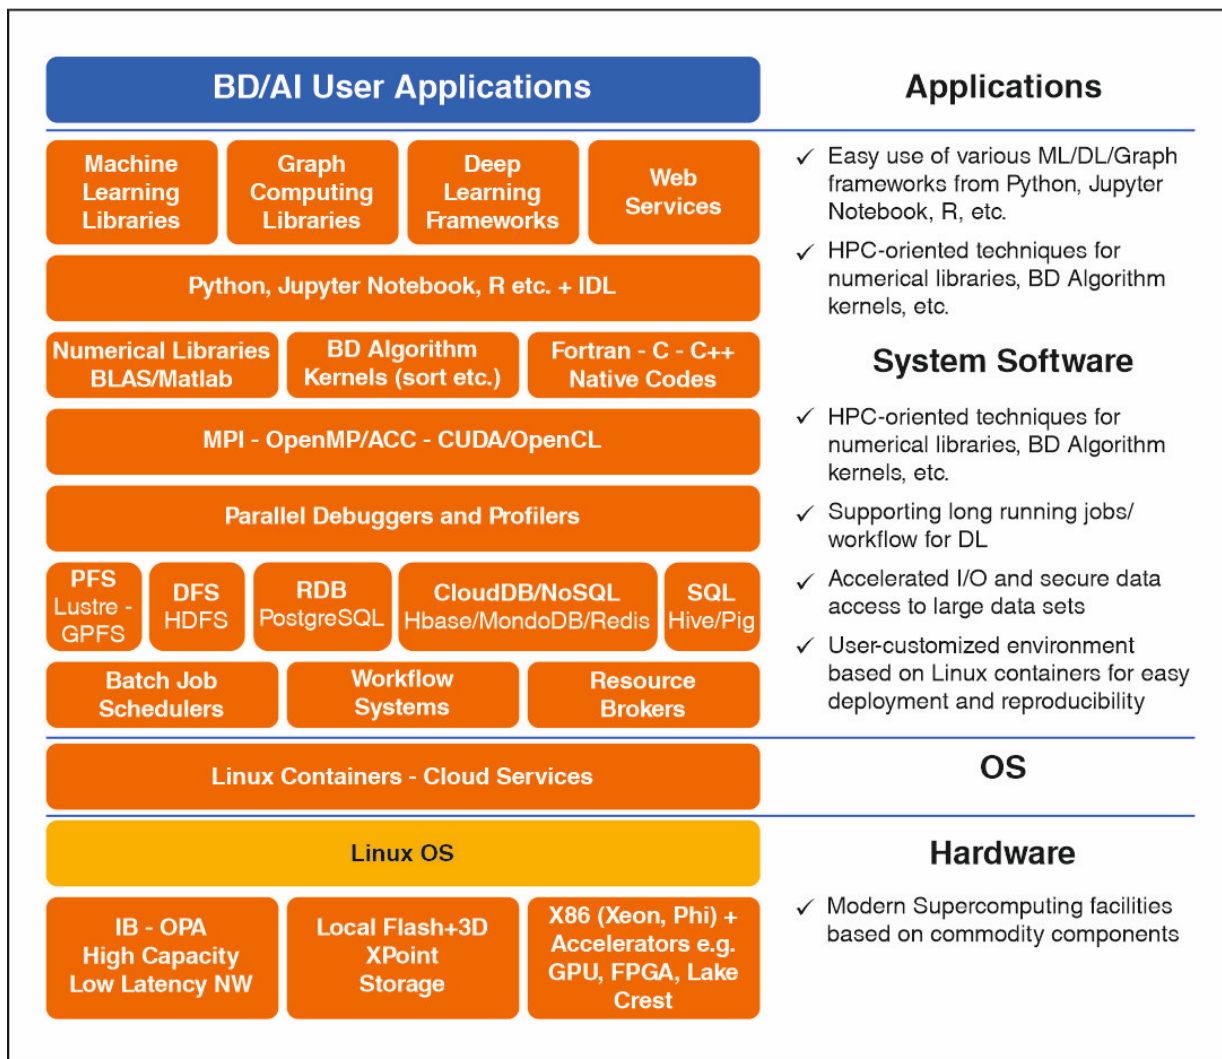 BD/AI User Applications
Applications
Machine
Learning
Libraries
Graph
Computing
Libraries
Deep
Learning
Frameworks
Web
Services
✓ Easy use of various ML/DL/Graph
frameworks from Python, Jupyter
Notebook, R, etc.
✓ HPC-oriented techniques for
numerical libraries, BD Algorithm
kernels, etc.
Python, Jupyter Notebook, R etc. + IDL
Numerical Libraries
BLAS/Matlab
BD Algorithm
Kernels (sort etc.)
Fortran - C - C++
Native Codes
System Software
MPI - OpenMP/ACC - CUDA/OpenCL
✓ HPC-oriented techniques for
numerical libraries, BD Algorithm
kernels, etc.
Parallel Debuggers and Profilers
✓ Supporting long running jobs/
workflow for DL
PFS
Lustre -
GPFS
DFS
HDFS
RDB
PostgreSQL
CloudDB/NoSQL
Hbase/MondoDB/Redis
SQL
Hive/Pig
✓ Accelerated I/O and secure data
access to large data sets
✓ User-customized environment
based on Linux containers for easy
deployment and reproducibility
Batch Job
Schedulers
Workflow
Systems
Resource
Brokers
Linux Containers - Cloud Services
OS
Linux OS
Hardware
IB - OPA
High Capacity
Low Latency NW
Local Flash+3D
XPoint
Storage
X86 (Xeon, Phi) +
Accelerators e.g.
GPU, FPGA, Lake
Crest
✓ Modern Supercomputing facilities
based on commodity components